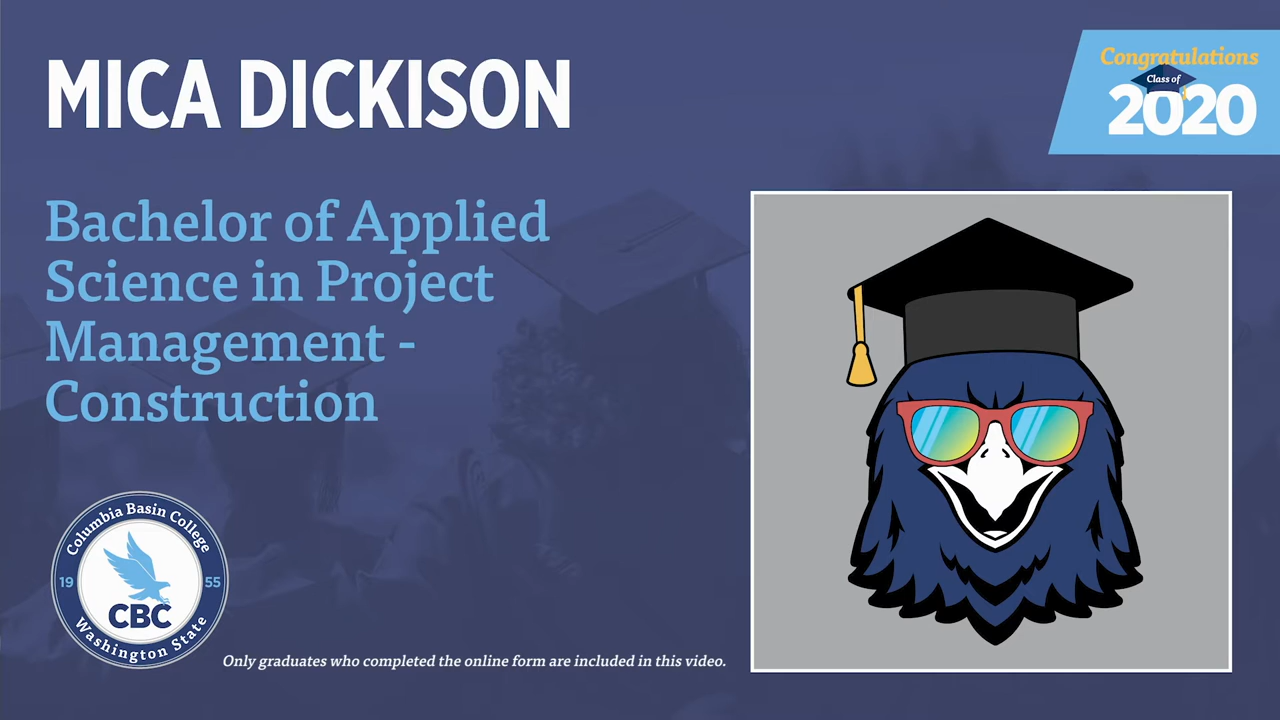 MICA DICKISON
Congratulations
Class of
2020
Bachelor of Applied
Science in Project
Management -
Construction
Columbia Basin College
19 55
CBC
Washington State
Only graduates who completed the online form are included in this video.